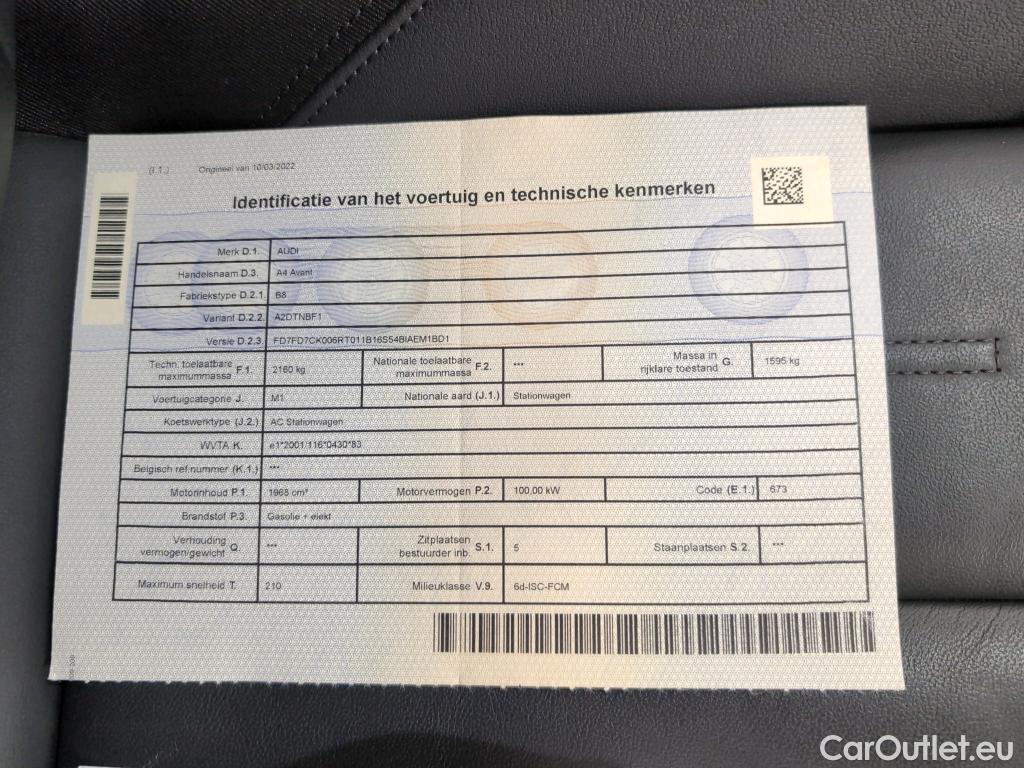 (I.1.) Origineel van 10/03/2022
Identificatie van het voertuig en technische kenmerken
Merk D.1. AUDI
Handelsnaam D.3. A4 Avant
Fabriekstype D.2.1. B8
Variant D.2.2. A2DTNBF1
Versie D.2.3. FD7FD7CK006RT011B16S54BIAEM1BD1
Techn. toelaatbare maximummassa F.1. 2160 kg Nationale toelaatbare maximummassa F.2. *** Massa in rijklare toestand G. 1595 kg
Voertuigcategorie J. M1 Nationale aard (J.1.) Stationwagen
Koetswerktype (J.2.) AC Stationwagen
WVTA K. e1*2001/116*0430*83
Belgisch ref.nummer (K.1.) ***
Motorinhoud P.1. 1968 cm³ Motorvermogen P.2. 100,00 kW Code (E.1.) 673
Brandstof P.3. Gasolie + elekt
Verhouding vermogen/gewicht Q. *** Zitplaatsen bestuurder inb. S.1. 5 Staanplaatsen S.2. ***
Maximum snelheid T. 210 Milieuklasse V.9. 6d-ISC-FCM
CarOutlet.eu